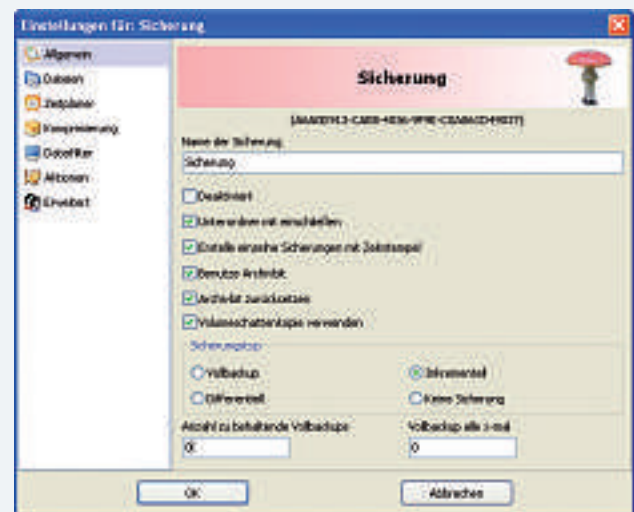 Einstellungen für: Sicherung
Allgemein
Dateien
Zeitplaner
Komprimierung
Dateifilter
Aktionen
Erweitert
Sicherung
Name der Sicherung
Sicherung
Deaktiviert
Unterordner mit einschließen
Erstelle einzelne Sicherungen mit Zeitstempel
Benutze Archivbit
Archivbit zurücksetzen
Volumeschattenkopie verwenden
Sicherungstyp
Vollbackup
Inkrementell
Differentiell
Keine Sicherung
Anzahl zu behaltende Vollbackups
Vollbackup alle x-mal
0
0
OK
Abbrechen